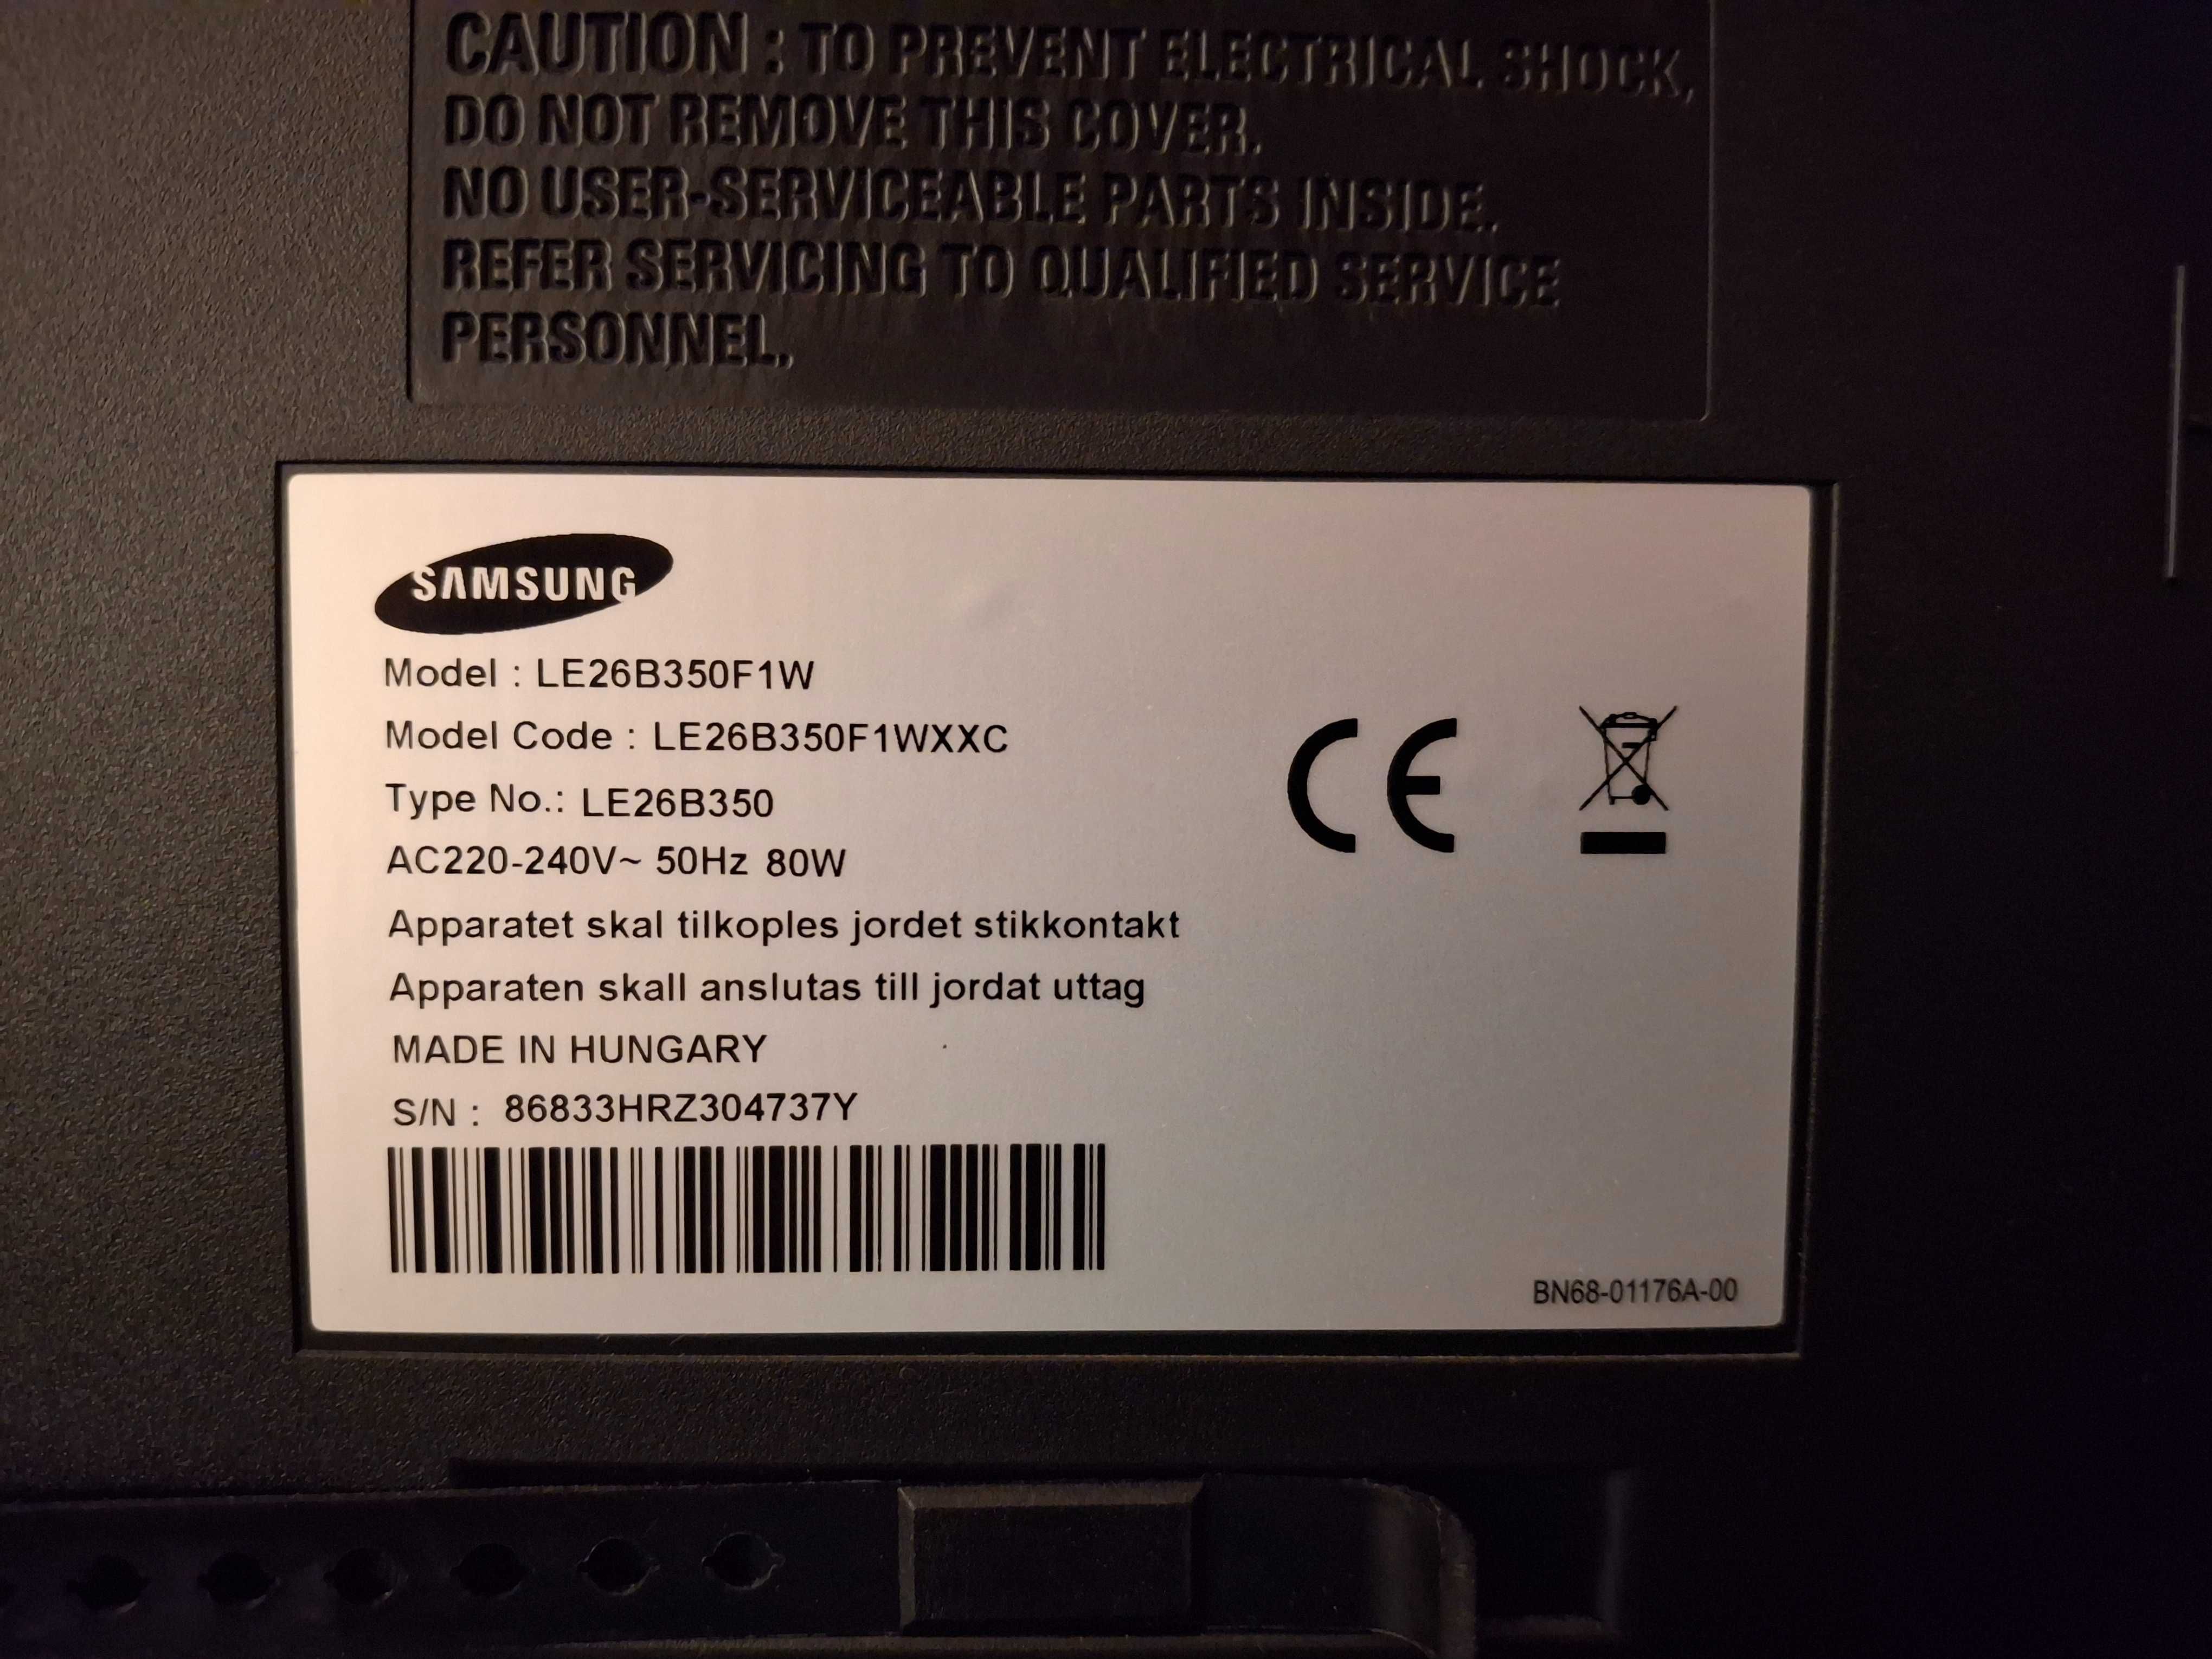 CAUTION : TO PREVENT ELECTRICAL SHOCK,
DO NOT REMOVE THIS COVER.
NO USER-SERVICEABLE PARTS INSIDE.
REFER SERVICING TO QUALIFIED SERVICE
PERSONNEL.
SAMSUNG
Model : LE26B350F1W
Model Code : LE26B350F1WXXC
Type No.: LE26B350
AC220-240V~ 50Hz 80W
Apparatet skal tilkoples jordet stikkontakt
Apparaten skall anslutas till jordat uttag
MADE IN HUNGARY
S/N : 86833HRZ304737Y
CE
BN68-01176A-00